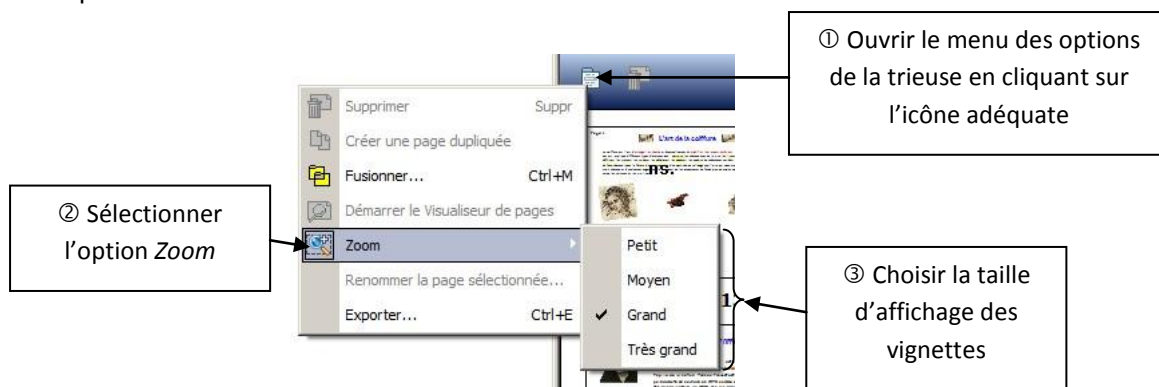 ① Ouvrir le menu des options
de la trieuse en cliquant sur
l'icône adéquate
Supprimer Suppr
Créer une page dupliquée
Fusionner... Ctrl+M
Démarrer le Visualiseur de pages
Zoom
Renommer la page sélectionnée...
Exporter... Ctrl+E
② Sélectionner
l'option Zoom
Petit
Moyen
Grand
Très grand
③ Choisir la taille
d'affichage des
vignettes
L'art de la coiffure
ns.
1